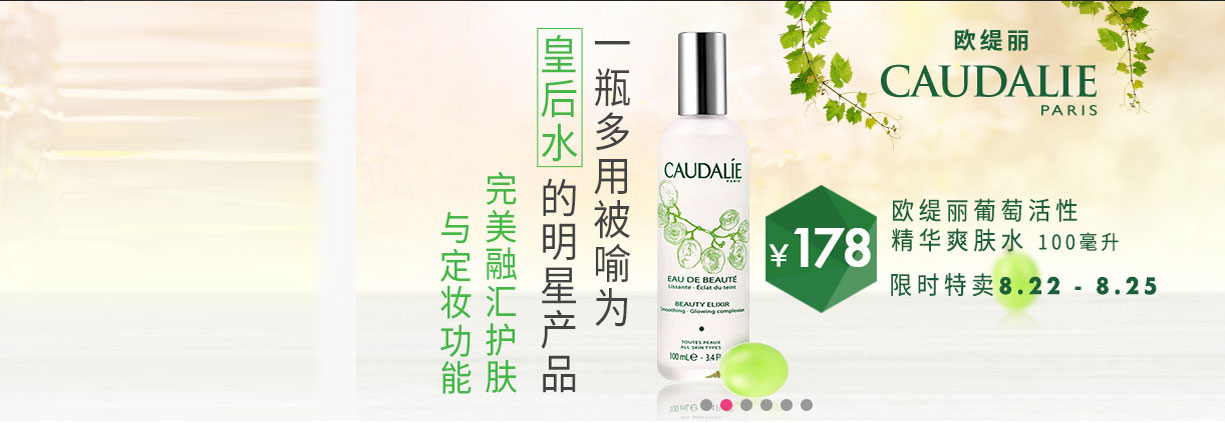 一瓶多用被喻为
皇后水的明星产品
完美融汇护肤
与定妆功能
CAUDALÍE
PARIS
EAU DE BEAUTÉ
Lissante - Éclat du teint
BEAUTY ELIXIR
Smoothing - Glowing complexion
TOUTES PEAUX
ALL SKIN TYPES
100 mL℮ - 3.4 F
¥178
欧缇丽
CAUDALIE
PARIS
欧缇丽葡萄活性
精华爽肤水 100毫升
限时特卖8.22 - 8.25